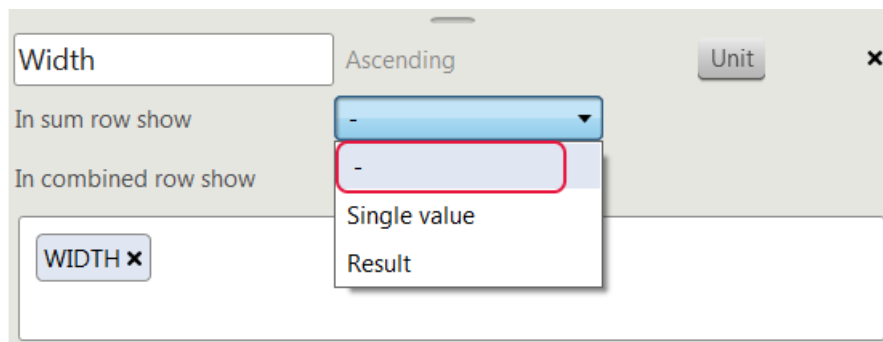 Width Ascending Unit ×
In sum row show -
-
In combined row show
Single value
WIDTH ×
Result